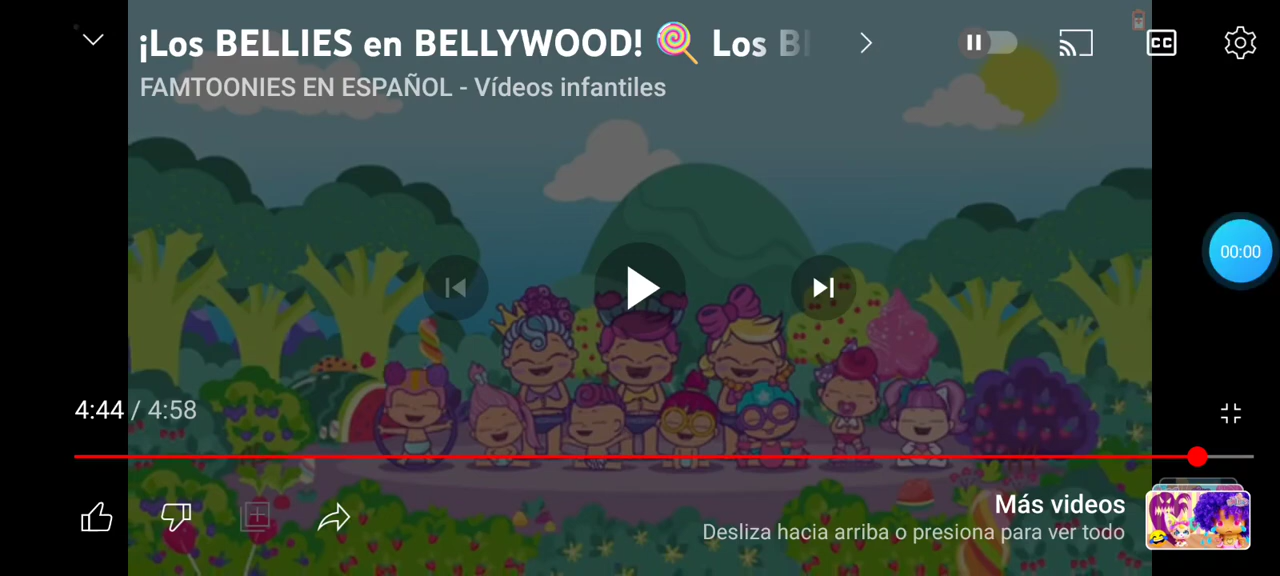 ¡Los BELLIES en BELLYWOOD! 🍭 Los
FAMTOONIES EN ESPAÑOL - Vídeos infantiles
CC
00:00
4:44 / 4:58
Más videos
Desliza hacia arriba o presiona para ver todo